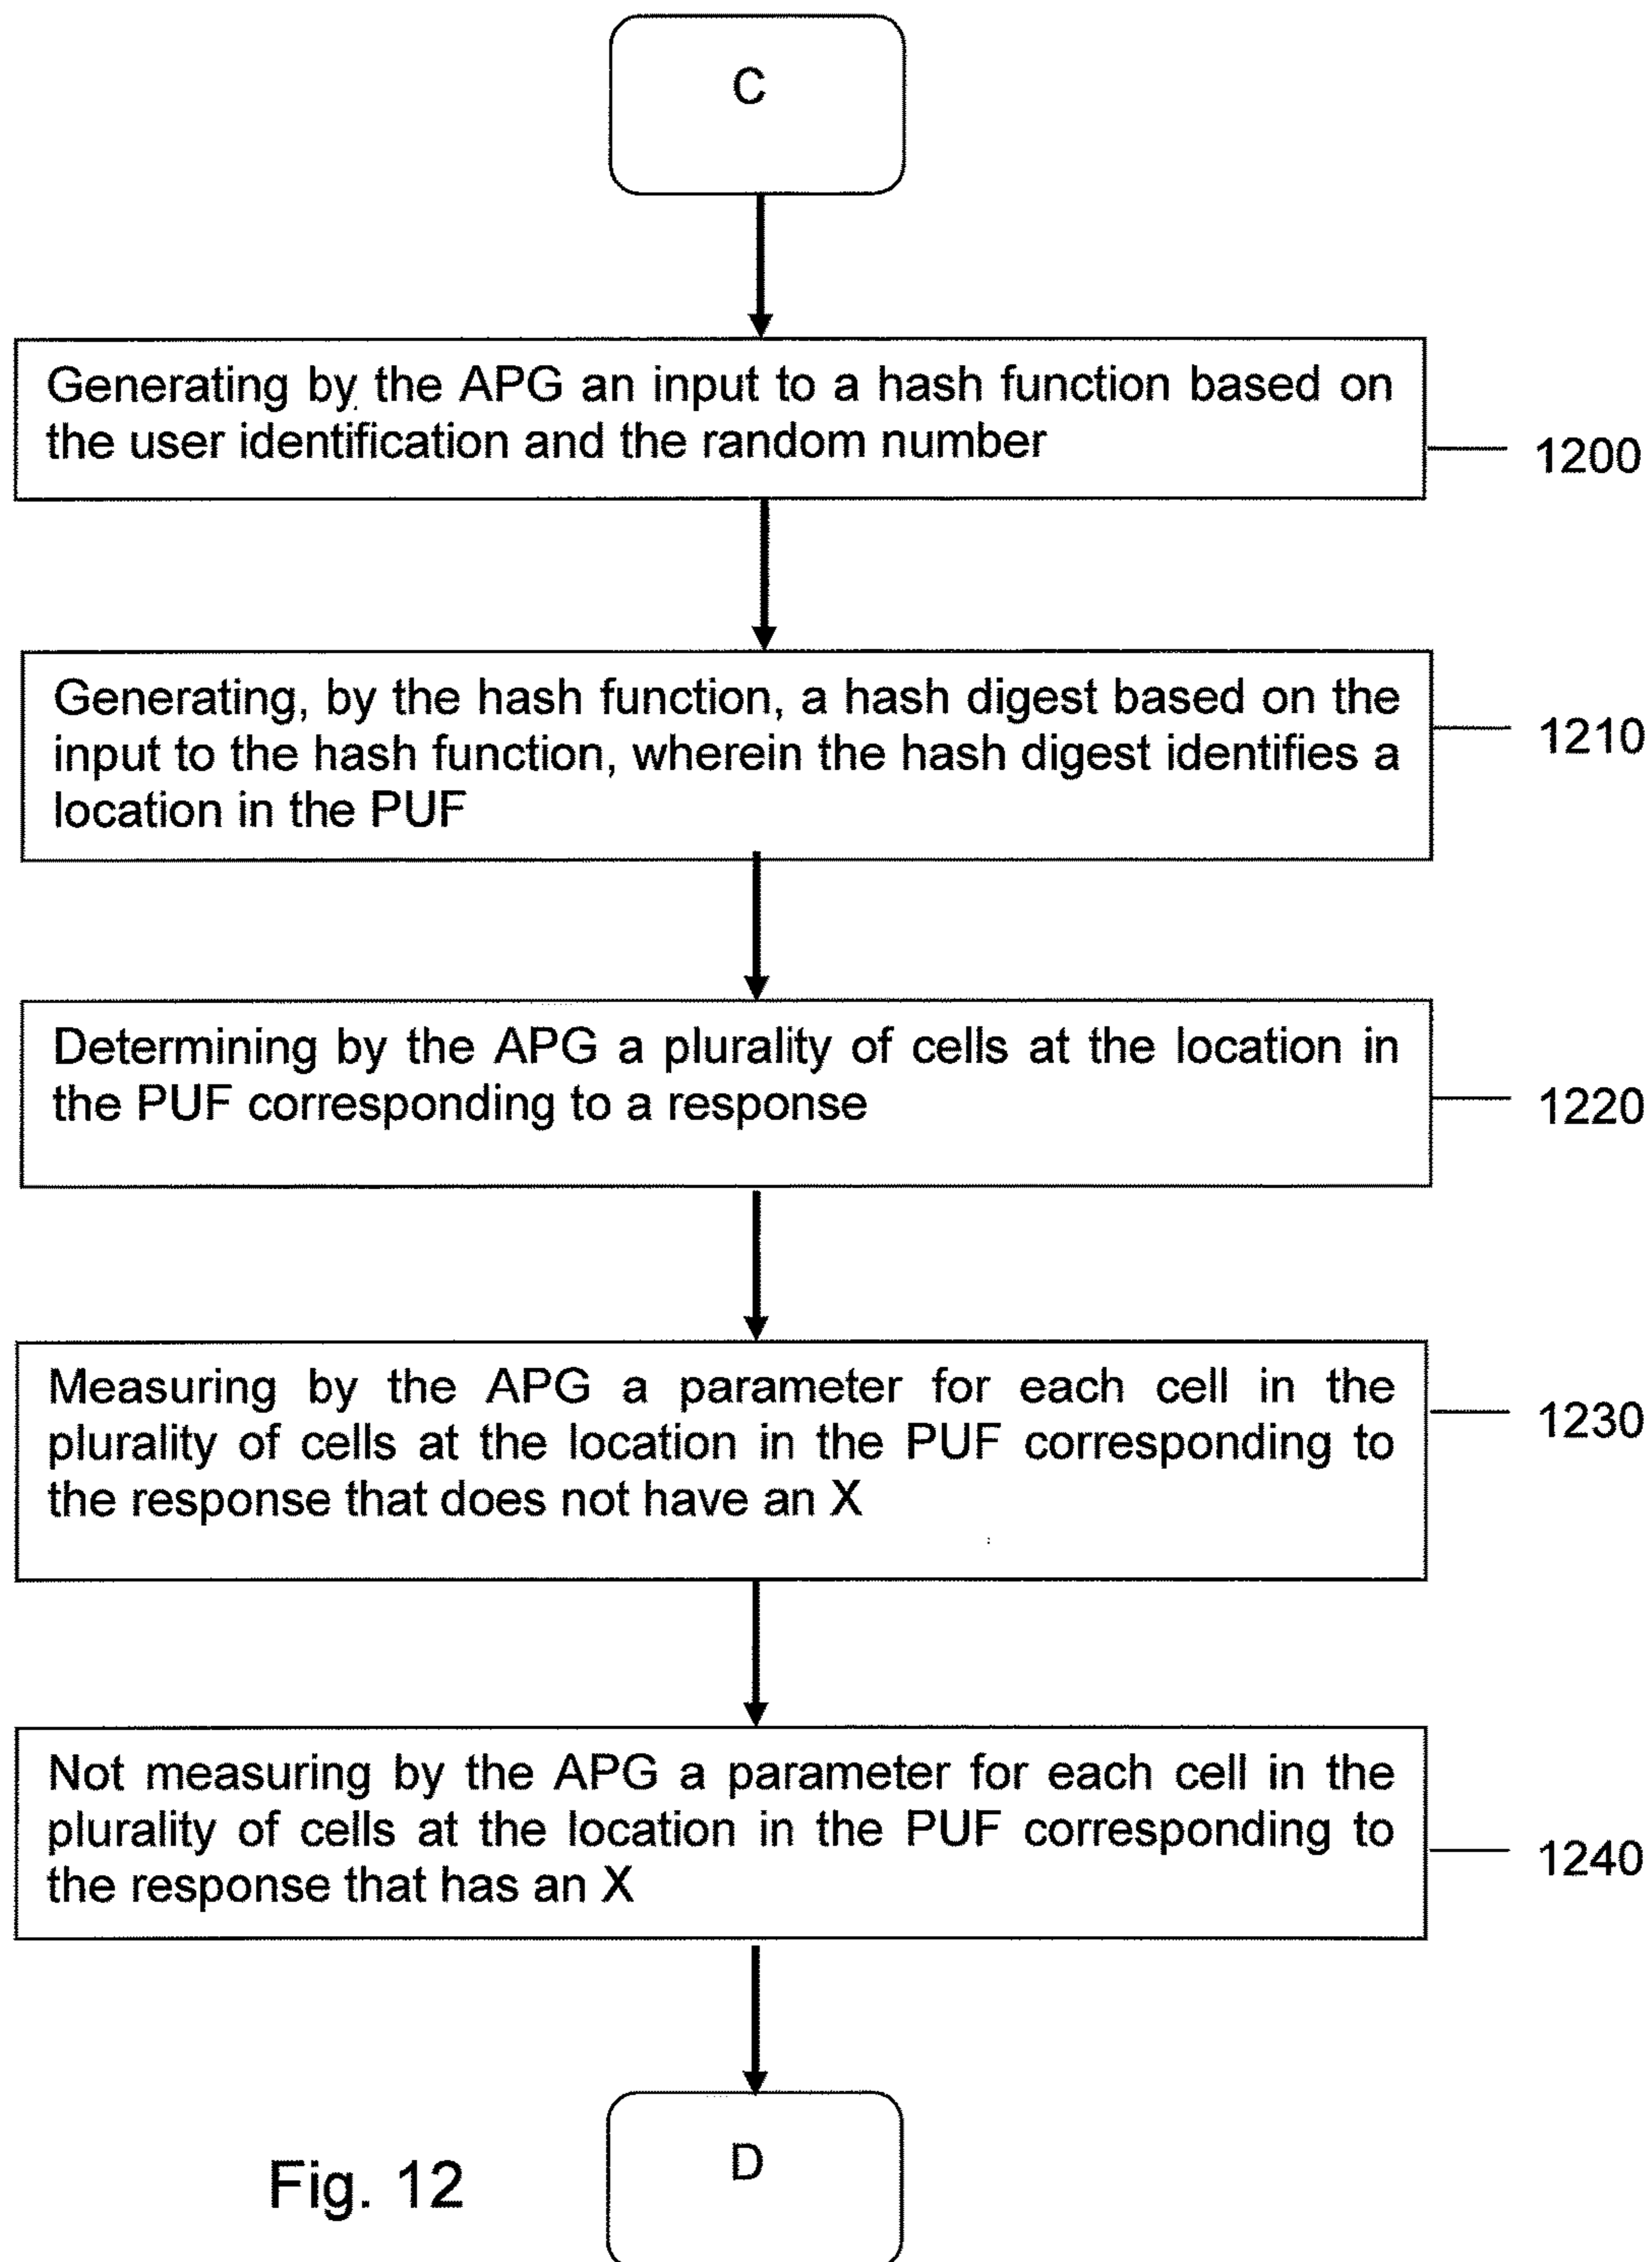 C
Generating by the APG an input to a hash function based on
the user identification and the random number
1200
Generating, by the hash function, a hash digest based on the
input to the hash function, wherein the hash digest identifies a
location in the PUF
1210
Determining by the APG a plurality of cells at the location in
the PUF corresponding to a response
1220
Measuring by the APG a parameter for each cell in the
plurality of cells at the location in the PUF corresponding to
the response that does not have an X
1230
Not measuring by the APG a parameter for each cell in the
plurality of cells at the location in the PUF corresponding to
the response that has an X
1240
D
Fig. 12